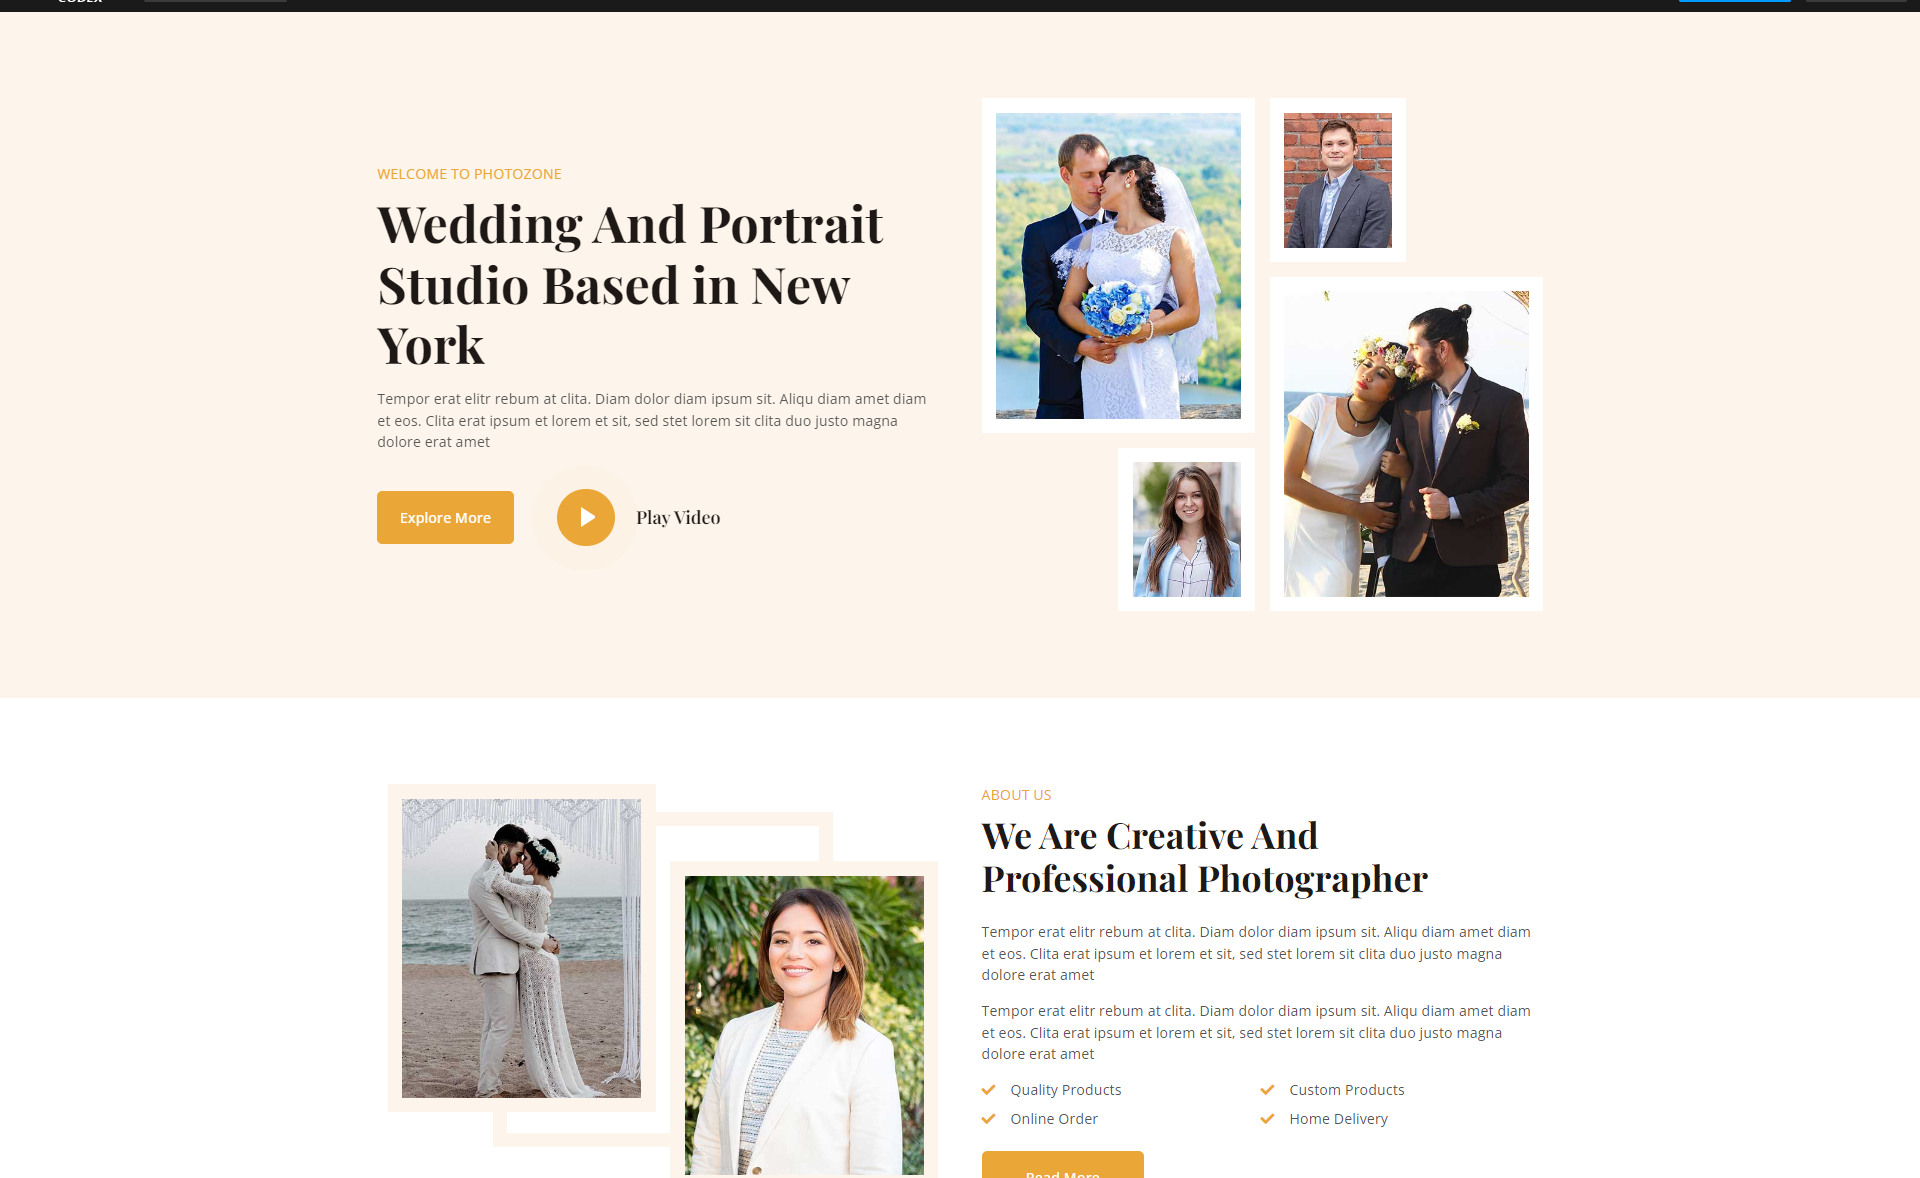 WELCOME TO PHOTOZONE
Wedding And Portrait
Studio Based in New
York
Tempor erat elitr rebum at clita. Diam dolor diam ipsum sit. Aliqu diam amet diam
et eos. Clita erat ipsum et lorem et sit, sed stet lorem sit clita duo justo magna
dolore erat amet
Explore More
Play Video
ABOUT US
We Are Creative And
Professional Photographer
Tempor erat elitr rebum at clita. Diam dolor diam ipsum sit. Aliqu diam amet diam
et eos. Clita erat ipsum et lorem et sit, sed stet lorem sit clita duo justo magna
dolore erat amet
Tempor erat elitr rebum at clita. Diam dolor diam ipsum sit. Aliqu diam amet diam
et eos. Clita erat ipsum et lorem et sit, sed stet lorem sit clita duo justo magna
dolore erat amet
Quality Products
Custom Products
Online Order
Home Delivery
Read More